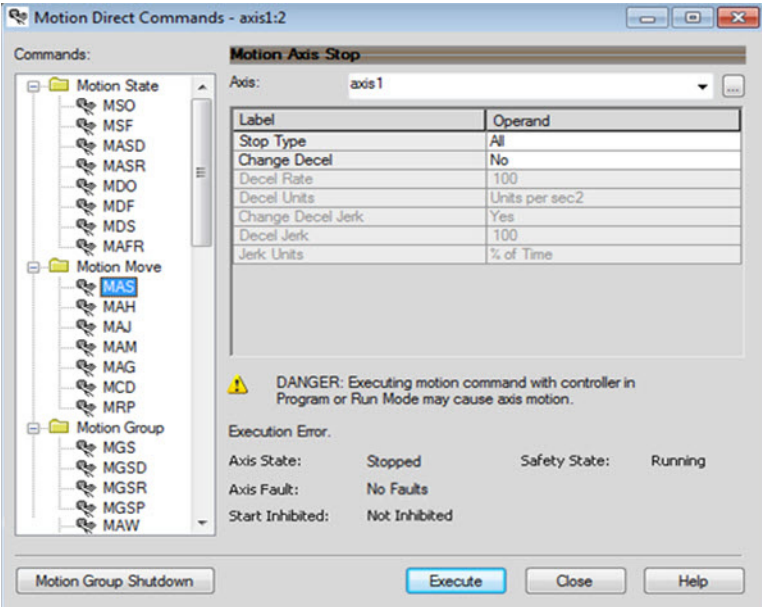 Motion Direct Commands - axis1:2
Commands:
Motion State
MSO
MSF
MASD
MASR
MDO
MDF
MDS
MAFR
Motion Move
MAS
MAH
MAJ
MAM
MAG
MCD
MRP
Motion Group
MGS
MGSD
MGSR
MGSP
MAW
Motion Axis Stop
Axis: axis1 ...
Label Operand
Stop Type All
Change Decel No
Decel Rate 100
Decel Units Units per sec2
Change Decel Jerk Yes
Decel Jerk 100
Jerk Units % of Time
DANGER: Executing motion command with controller in
Program or Run Mode may cause axis motion.
Execution Error.
Axis State: Stopped Safety State: Running
Axis Fault: No Faults
Start Inhibited: Not Inhibited
Motion Group Shutdown Execute Close Help